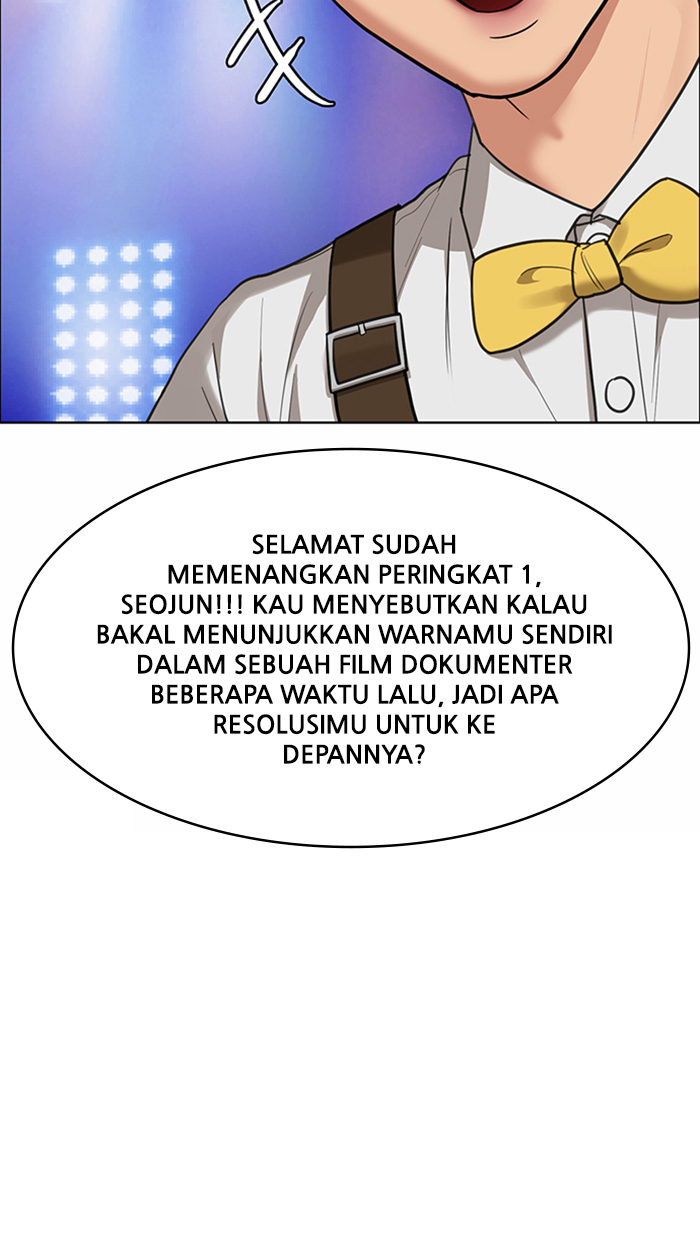 SELAMAT SUDAH
MEMENANGKAN PERINGKAT 1,
SEOJUN!!! KAU MENYEBUTKAN KALAU
BAKAL MENUNJUKKAN WARNAMU SENDIRI
DALAM SEBUAH FILM DOKUMENTER
BEBERAPA WAKTU LALU, JADI APA
RESOLUSIMU UNTUK KE
DEPANNYA?